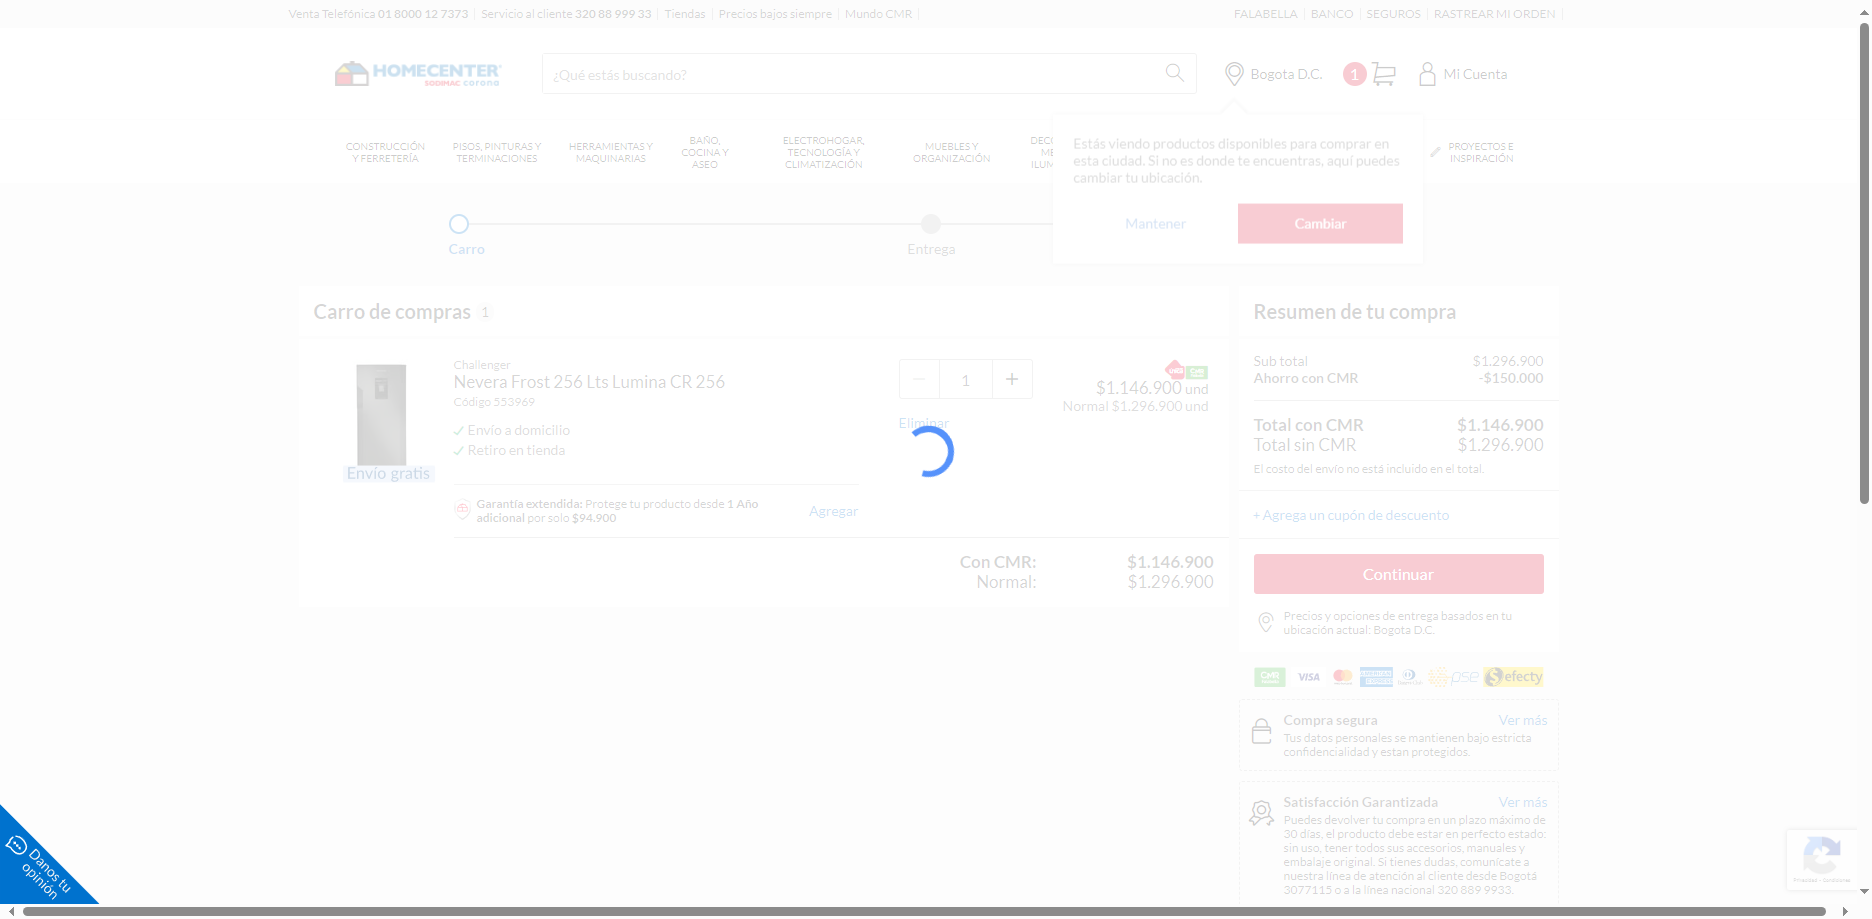 Venta Telefónica 01 8000 12 7373
Servicio al cliente 320 88 999 33
Tiendas
Precios bajos siempre
Mundo CMR
FALABELLA
BANCO
SEGUROS
RASTREAR MI ORDEN
HOMECENTER
SODIMAC corona
¿Qué estás buscando?
Bogota D.C.
1
Mi Cuenta
CONSTRUCCIÓN
Y FERRETERÍA
PISOS, PINTURAS Y
TERMINACIONES
HERRAMIENTAS Y
MAQUINARIAS
BAÑO,
COCINA Y
ASEO
ELECTROHOGAR,
TECNOLOGÍA Y
CLIMATIZACIÓN
MUEBLES Y
ORGANIZACIÓN
PROYECTOS E
INSPIRACIÓN
Estás viendo productos disponibles para comprar en
esta ciudad. Si no es donde te encuentras, aquí puedes
cambiar tu ubicación.
Mantener
Cambiar
Carro
Entrega
Carro de compras 1
Challenger
Nevera Frost 256 Lts Lumina CR 256
Código 553969
Envío a domicilio
Retiro en tienda
Envío gratis
1
Eliminar
CMR
$1.146.900 und
Normal $1.296.900 und
Garantía extendida: Protege tu producto desde 1 Año
adicional por solo $94.900
Agregar
Con CMR: $1.146.900
Normal: $1.296.900
Resumen de tu compra
Sub total $1.296.900
Ahorro con CMR -$150.000
Total con CMR $1.146.900
Total sin CMR $1.296.900
El costo del envío no está incluido en el total.
+ Agrega un cupón de descuento
Continuar
Precios y opciones de entrega basados en tu
ubicación actual: Bogota D.C.
CMR
VISA
pse
efecty
Compra segura
Ver más
Tus datos personales se mantienen bajo estricta
confidencialidad y estan protegidos.
Satisfacción Garantizada
Ver más
Puedes devolver tu compra en un plazo máximo de
30 días, el producto debe estar en perfecto estado:
sin uso, tener todos sus accesorios, manuales y
embalaje original. Si tienes dudas, comunícate a
nuestra línea de atención al cliente desde Bogotá
3077115 o a la línea nacional 320 889 9933.
Danos tu
opinión
Privacidad - Condiciones